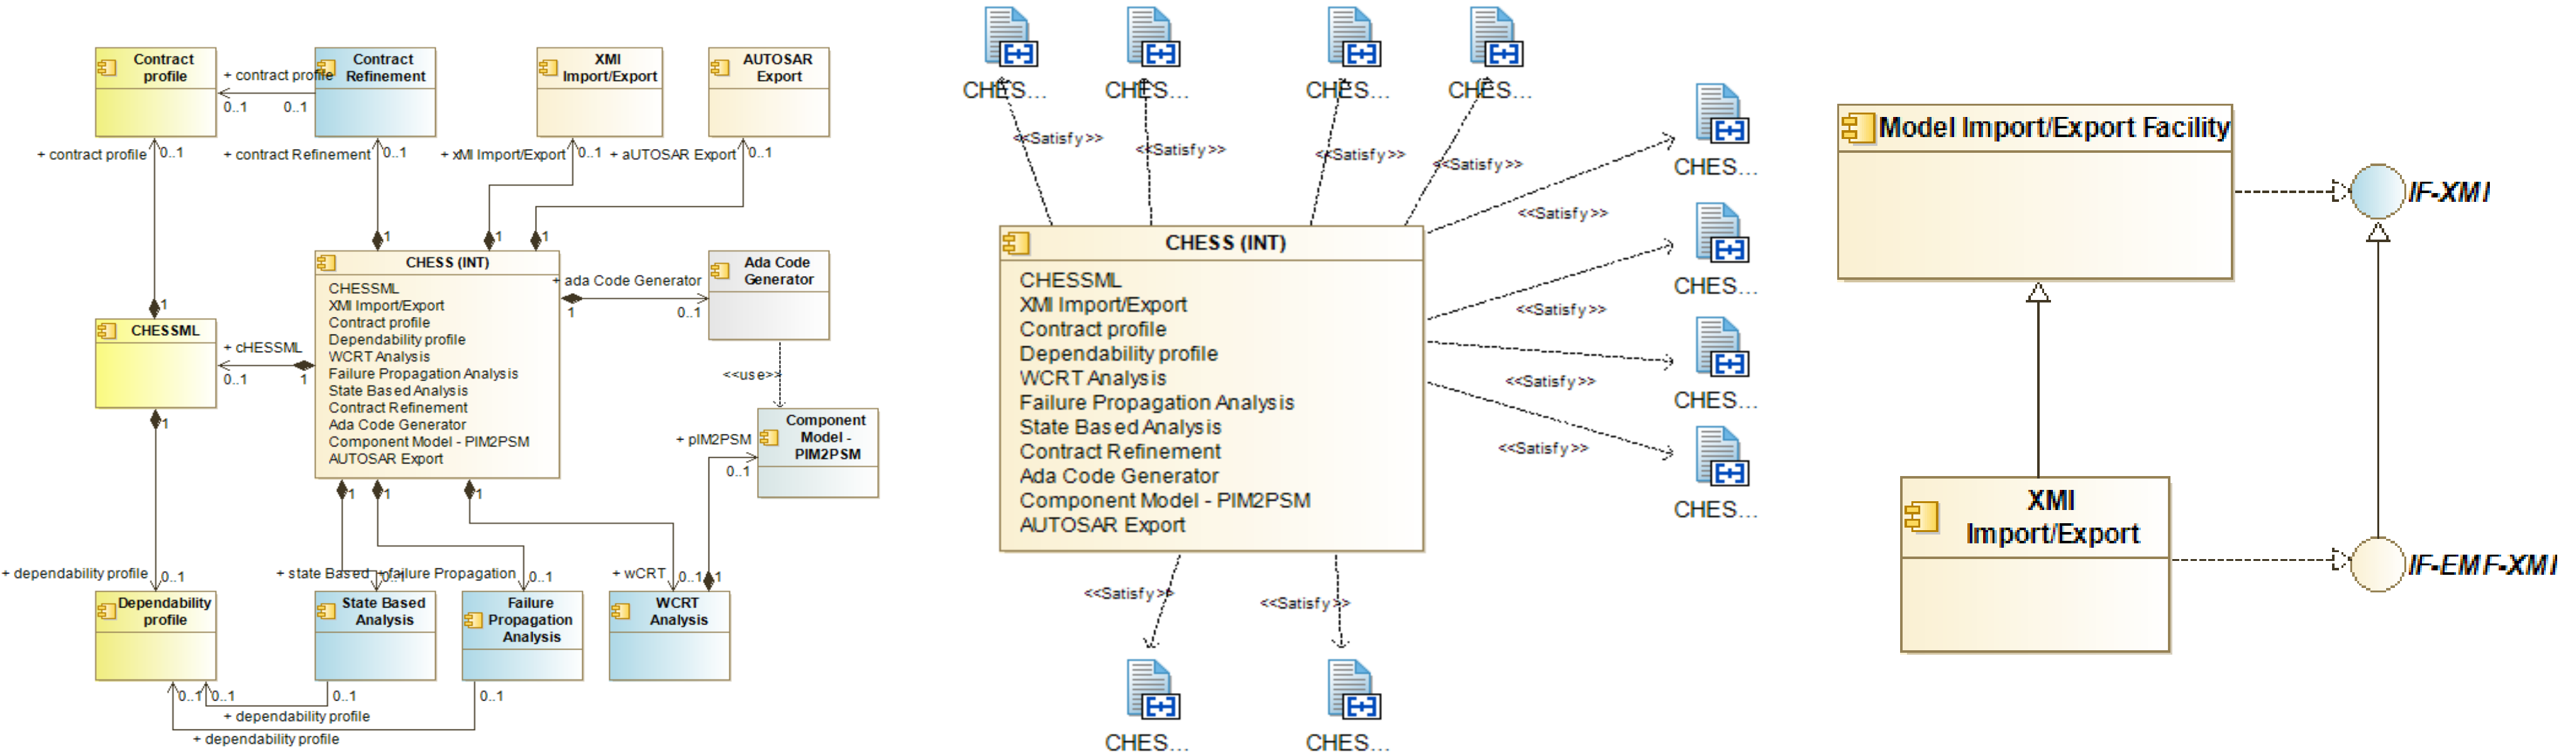 Contract
profile
+ contract profile
0..1
0..1
Contract
Refinement
XMI
Import/Export
AUTOSAR
Export
+ contract profile
0..1
+ contract Refinement
0..1
+ xMI Import/Export
0..1
+ aUTOSAR Export
0..1
1
1
1
1
CHESSML
+ cHESSML
0..1
1
1
CHESS (INT)
CHESSML
XMI Import/Export
Contract profile
Dependability profile
WCRT Analysis
Failure Propagation Analysis
State Based Analysis
Contract Refinement
Ada Code Generator
Component Model - PIM2PSM
AUTOSAR Export
+ ada Code Generator
1
0..1
Ada Code
Generator
<<use>>
Component
Model -
PIM2PSM
+ pIM2PSM
0..1
1
1
1
+ dependability profile
0..1
+ state Based
0..1
+failure Propagation
0..1
+ wCRT
0..1
1
Dependability
profile
State Based
Analysis
Failure
Propagation
Analysis
WCRT
Analysis
0..1
0..1
0..1
0..1
+ dependability profile
+ dependability profile
CHES...
CHES...
CHES...
CHES...
<<Satisfy>>
<<Satisfy>>
<<Satisfy>>
<<Satisfy>>
CHES...
<<Satisfy>>
CHES...
<<Satisfy>>
CHES...
<<Satisfy>>
CHES...
<<Satisfy>>
CHESS (INT)
CHESSML
XMI Import/Export
Contract profile
Dependability profile
WCRT Analysis
Failure Propagation Analysis
State Based Analysis
Contract Refinement
Ada Code Generator
Component Model - PIM2PSM
AUTOSAR Export
<<Satisfy>>
<<Satisfy>>
CHES...
CHES...
Model Import/Export Facility
IF-XMI
XMI
Import/Export
IF-EMF-XMI